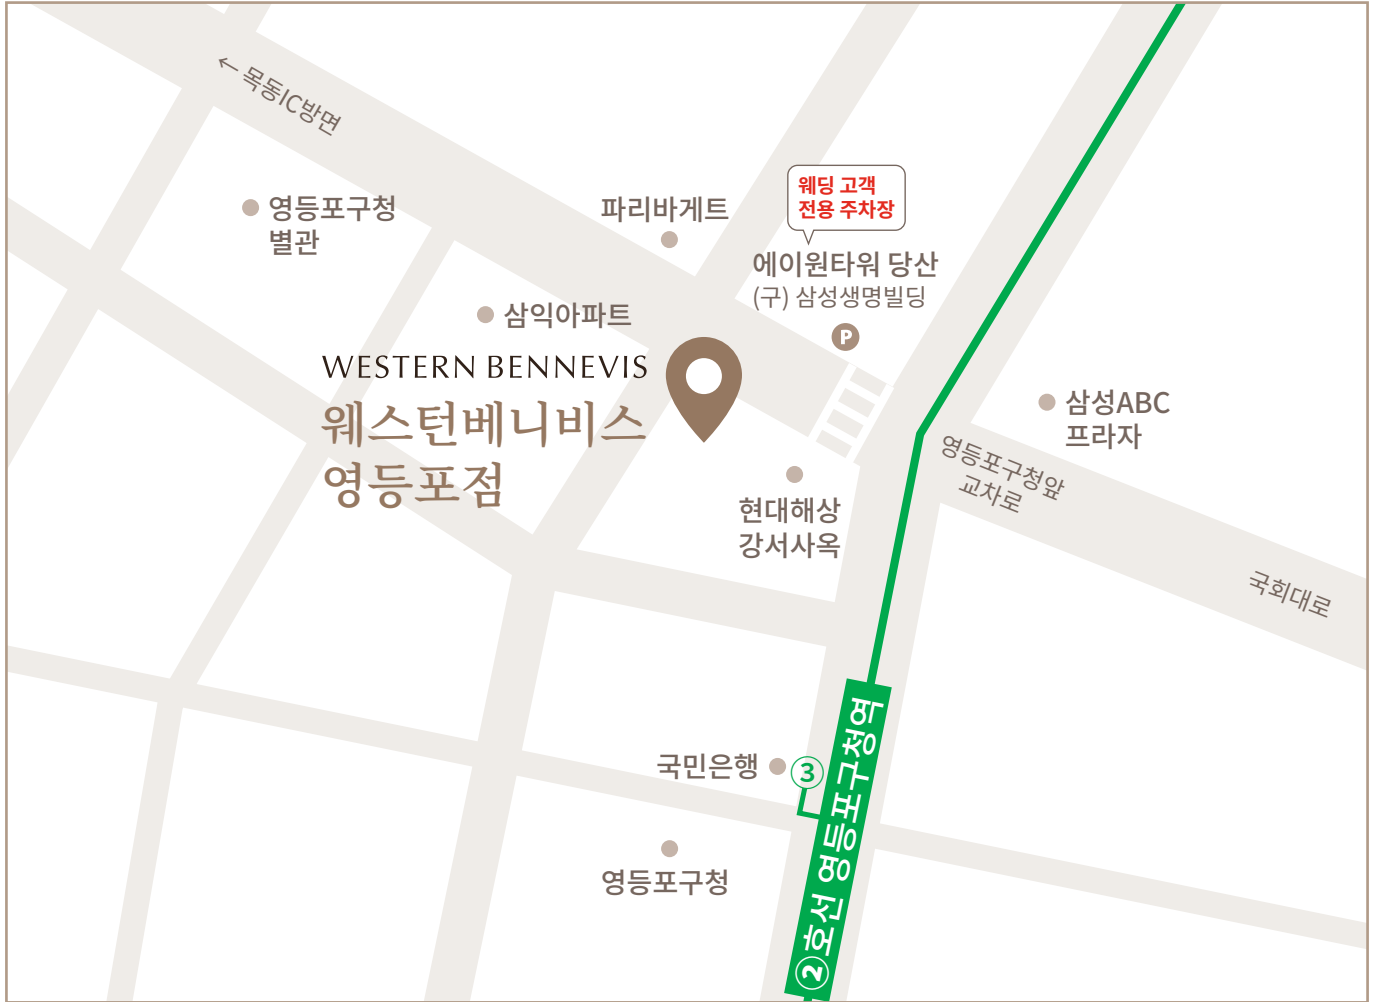 ← 목동IC방면
영등포구청
별관
파리바게트
웨딩 고객
전용 주차장
에이원타워 당산
(구) 삼성생명빌딩
P
삼익아파트
WESTERN BENNEVIS
웨스턴베니비스
영등포점
삼성ABC
프라자
영등포구청앞
교차로
현대해상
강서사옥
국회대로
국민은행
3
영등포구청
2호선 영등포구청역